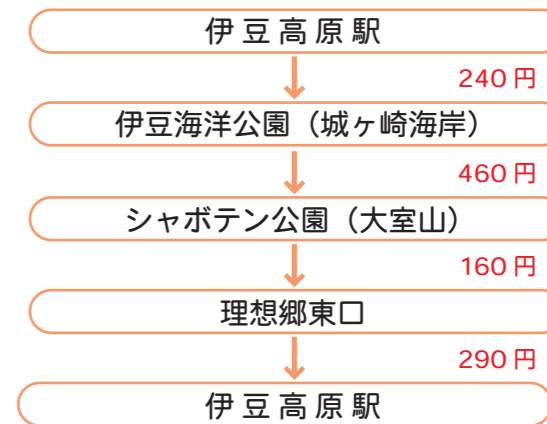 伊豆高原駅
240円
伊豆海洋公園（城ヶ崎海岸）
460円
シャボテン公園（大室山）
160円
理想郷東口
290円
伊豆高原駅